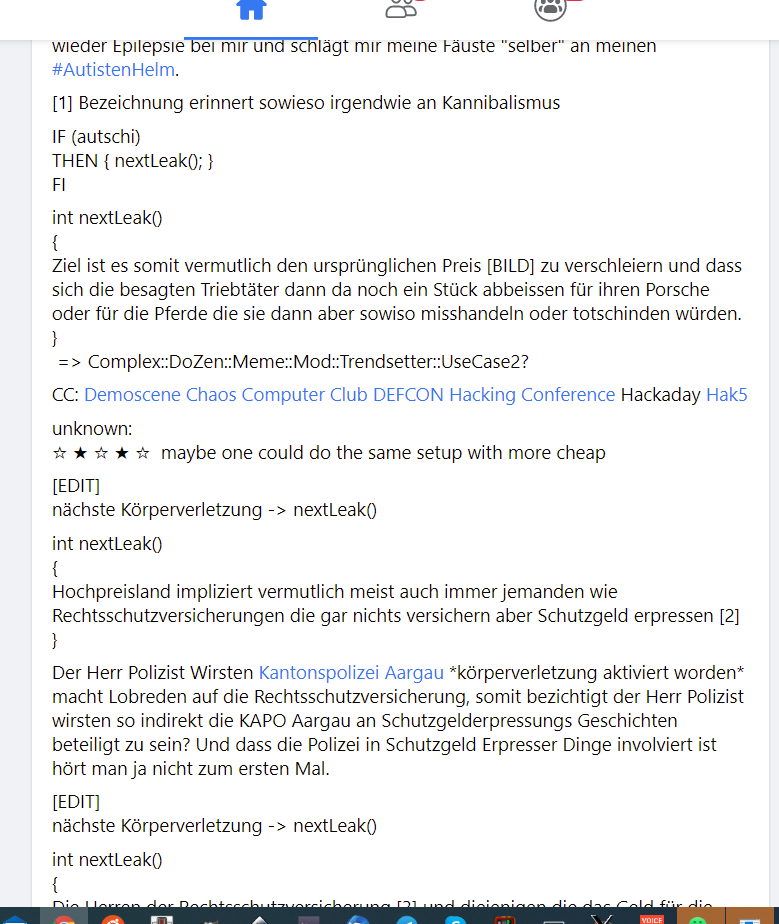 wieder Epilepsie bei mir und schlägt mir meine Fäuste "selber" an meinen
#AutistenHelm.
[1] Bezeichnung erinnert sowieso irgendwie an Kannibalismus
IF (autschi)
THEN { nextLeak(); }
FI
int nextLeak()
{
Ziel ist es somit vermutlich den ursprünglichen Preis [BILD] zu verschleiern und dass
sich die besagten Triebtäter dann da noch ein Stück abbeissen für ihren Porsche
oder für die Pferde die sie dann aber sowiso misshandeln oder totschinden würden.
}
=> Complex::DoZen::Meme::Mod::Trendsetter::UseCase2?
CC: Demoscene Chaos Computer Club DEFCON Hacking Conference Hackaday Hak5
unknown:
☆ ★ ☆ ★ ☆ maybe one could do the same setup with more cheap
[EDIT]
nächste Körperverletzung -> nextLeak()
int nextLeak()
{
Hochpreisland impliziert vermutlich meist auch immer jemanden wie
Rechtsschutzversicherungen die gar nichts versichern aber Schutzgeld erpressen [2]
}
Der Herr Polizist Wirsten Kantonspolizei Aargau *körperverletzung aktiviert worden*
macht Lobreden auf die Rechtsschutzversicherung, somit bezichtigt der Herr Polizist
wirsten so indirekt die KAPO Aargau an Schutzgelderpressungs Geschichten
beteiligt zu sein? Und dass die Polizei in Schutzgeld Erpresser Dinge involviert ist
hört man ja nicht zum ersten Mal.
[EDIT]
nächste Körperverletzung -> nextLeak()
int nextLeak()
{
Die Herren der Rechtsschutzversicherung [3] und diejenigen die das Geld für die
VOICE